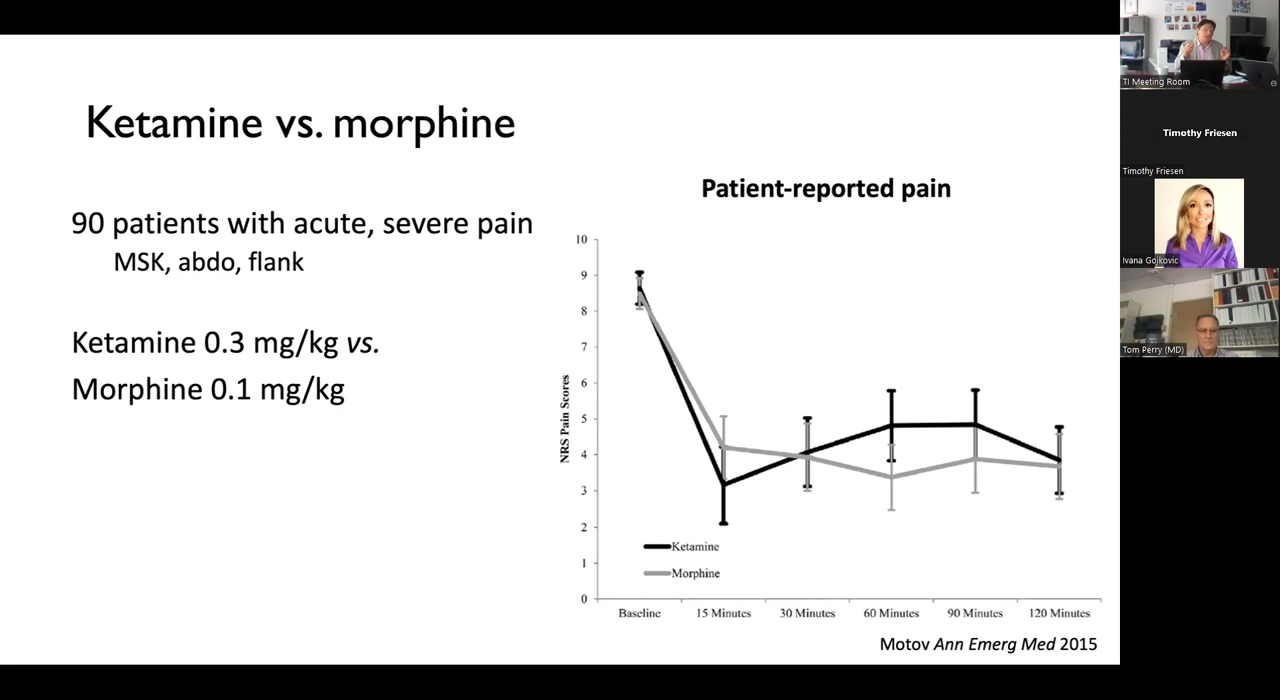 Ketamine vs. morphine
90 patients with acute, severe pain
MSK, abdo, flank
Ketamine 0.3 mg/kg vs.
Morphine 0.1 mg/kg
Patient-reported pain
NRS Pain Scores
10
9
8
7
6
5
4
3
2
1
0
Ketamine
Morphine
Baseline 15 Minutes 30 Minutes 60 Minutes 90 Minutes 120 Minutes
Motov Ann Emerg Med 2015
TI Meeting Room
Timothy Friesen
Timothy Friesen
Ivana Gojkovic
Tom Perry (MD)